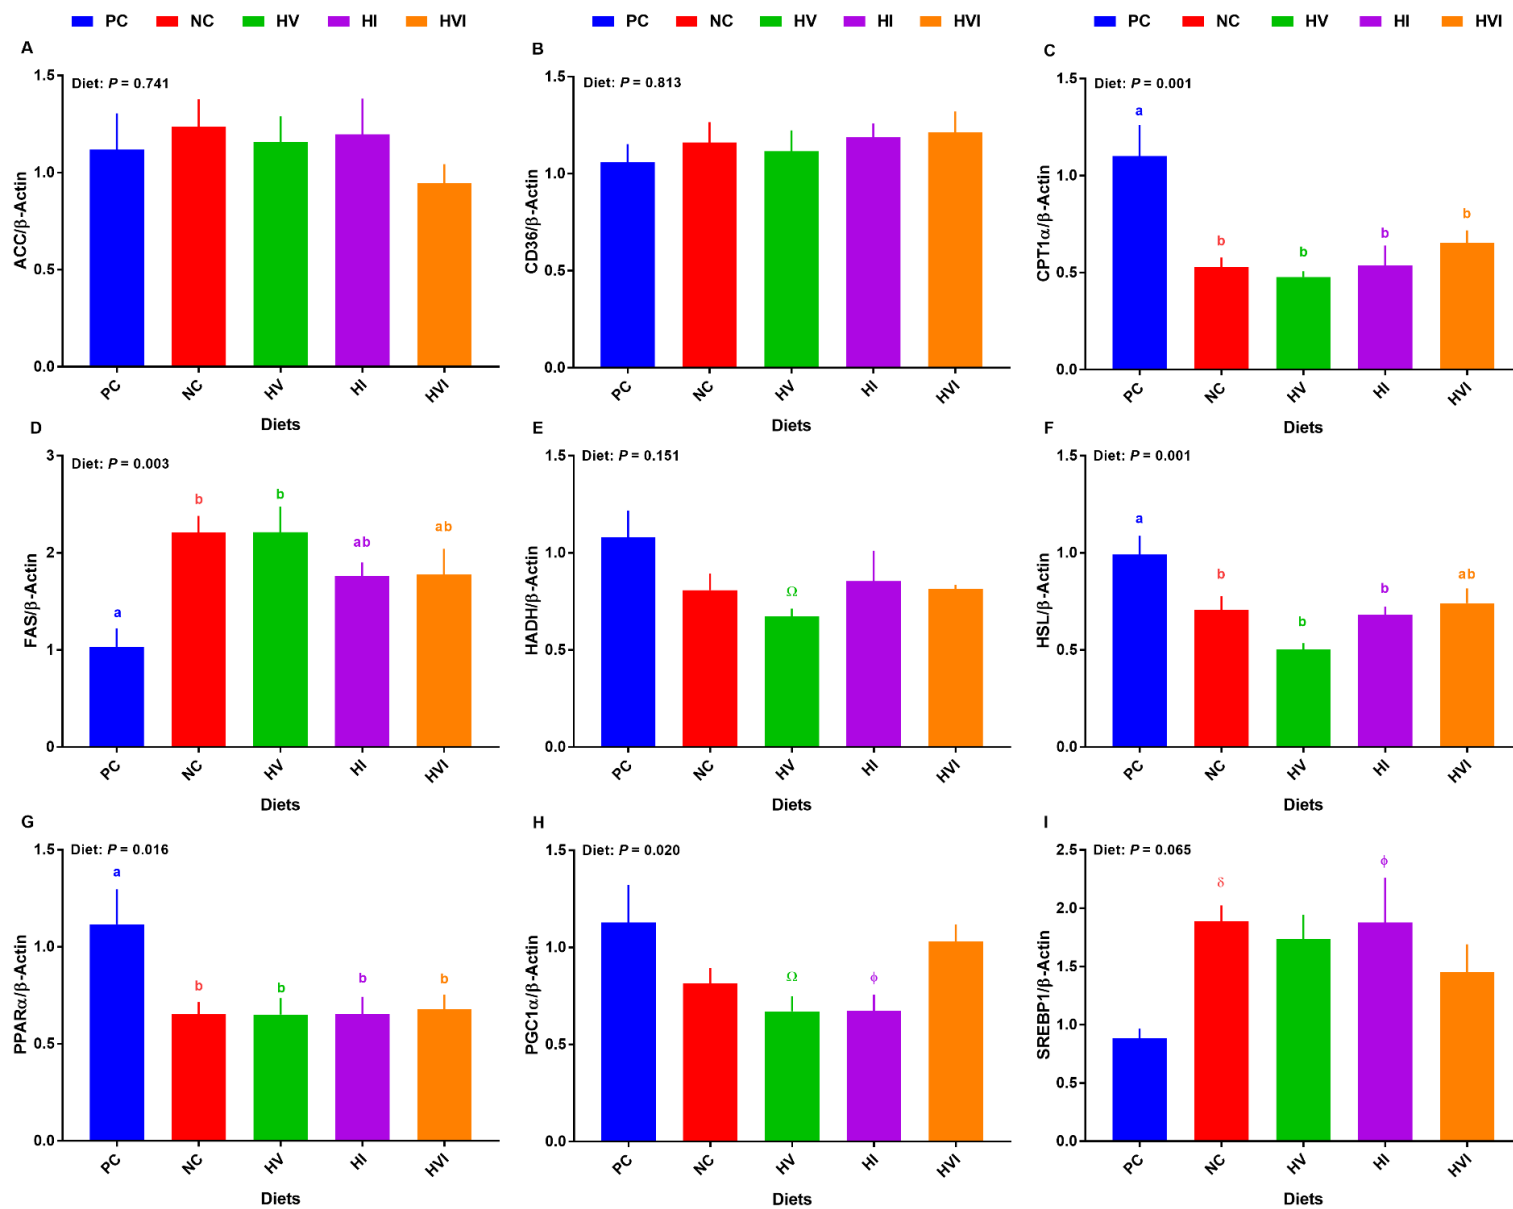 PC NC HV HI HVI PC NC HV HI HVI PC NC HV HI HVI
A
Diet: P = 0.741
1.5
1.0
0.5
0.0
ACC/β-Actin
PC NC HV HI HVI
Diets
B
Diet: P = 0.813
1.5
1.0
0.5
0.0
CD36/β-Actin
PC NC HV HI HVI
Diets
C
Diet: P = 0.001
1.5
1.0
0.5
0.0
CPT1α/β-Actin
a b b b b
PC NC HV HI HVI
Diets
D
Diet: P = 0.003
3
2
1
0
FAS/β-Actin
a b b ab ab
PC NC HV HI HVI
Diets
E
Diet: P = 0.151
1.5
1.0
0.5
0.0
HADH/β-Actin
Ω
PC NC HV HI HVI
Diets
F
Diet: P = 0.001
1.5
1.0
0.5
0.0
HSL/β-Actin
a b b b ab
PC NC HV HI HVI
Diets
G
Diet: P = 0.016
1.5
1.0
0.5
0.0
PPARα/β-Actin
a b b b b
PC NC HV HI HVI
Diets
H
Diet: P = 0.020
1.5
1.0
0.5
0.0
PGC1α/β-Actin
Ω ϕ
PC NC HV HI HVI
Diets
I
Diet: P = 0.065
2.5
2.0
1.5
1.0
0.5
0.0
SREBP1/β-Actin
δ ϕ
PC NC HV HI HVI
Diets